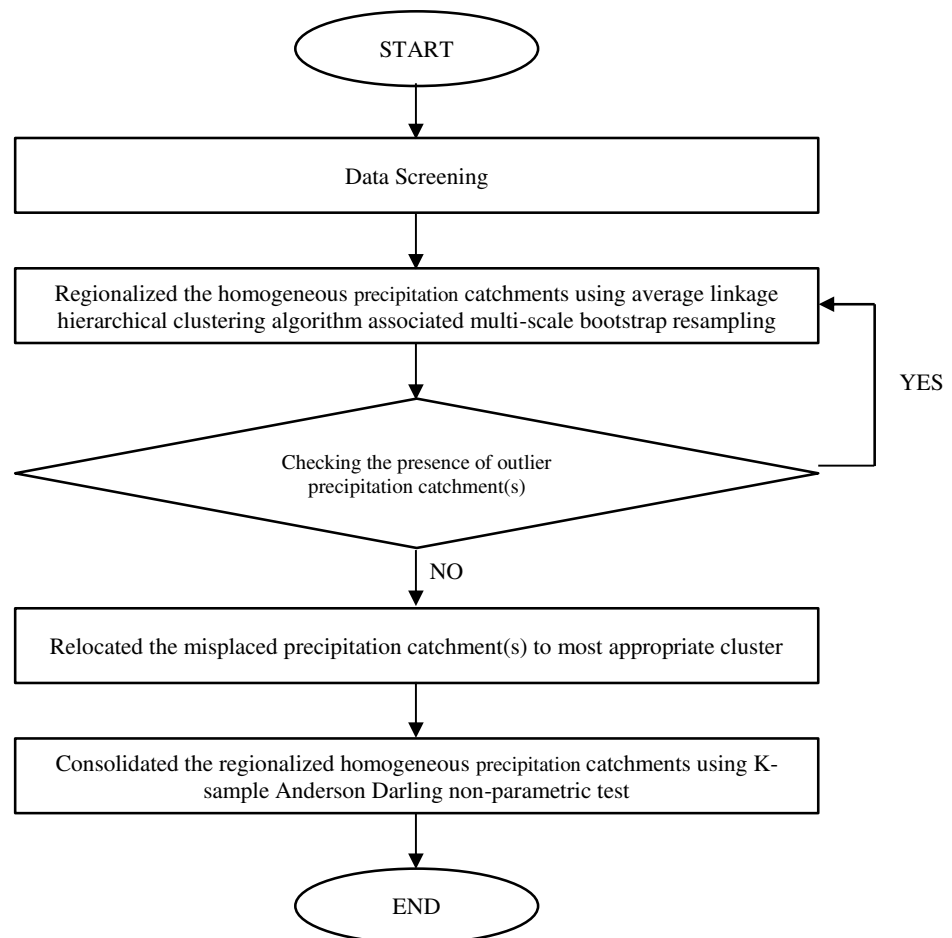 START
Data Screening
Regionalized the homogeneous precipitation catchments using average linkage
hierarchical clustering algorithm associated multi-scale bootstrap resampling
YES
Checking the presence of outlier
precipitation catchment(s)
NO
Relocated the misplaced precipitation catchment(s) to most appropriate cluster
Consolidated the regionalized homogeneous precipitation catchments using K-
sample Anderson Darling non-parametric test
END